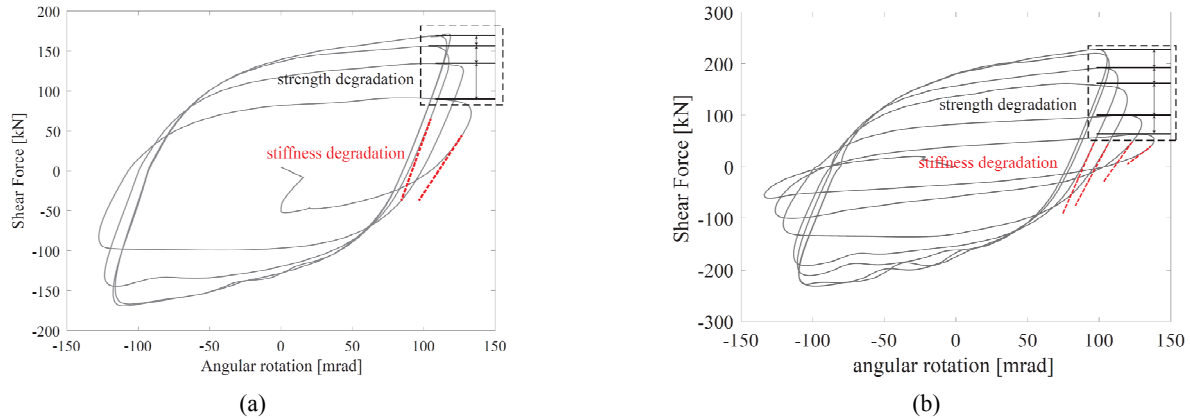 200
150
100
50
0
-50
-100
-150
-200
Shear Force [kN]
strength degradation
stiffness degradation
-150 -100 -50 0 50 100 150
Angular rotation [mrad]
(a)
300
200
100
0
-100
-200
-300
Shear Force [kN]
strength degradation
stiffness degradation
-150 -100 -50 0 50 100 150
angular rotation [mrad]
(b)